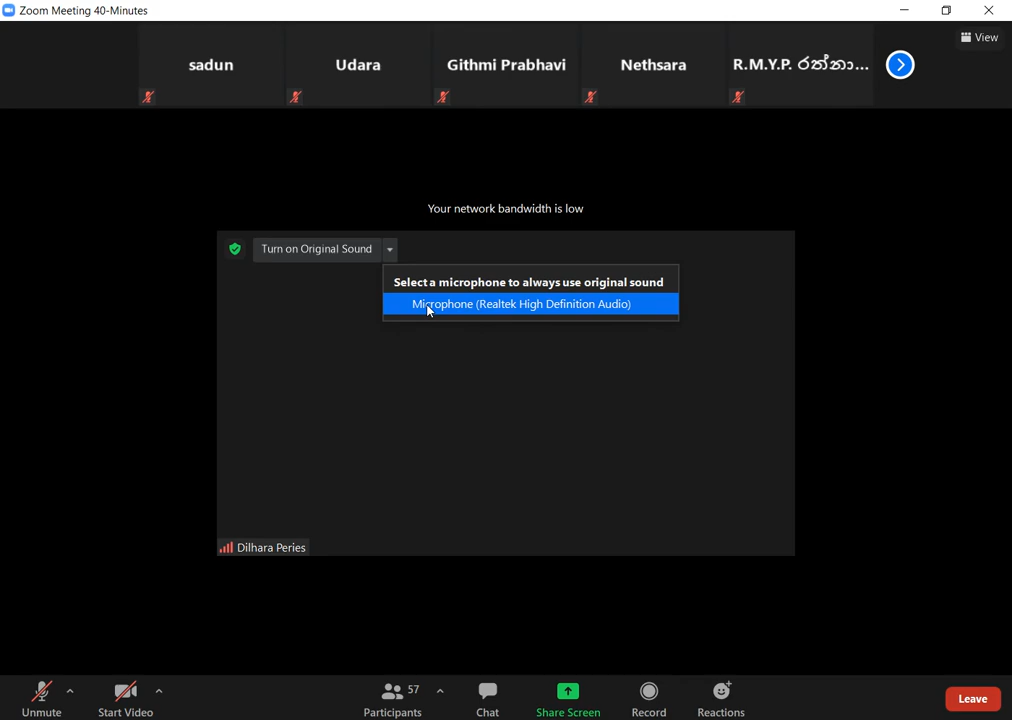 Zoom Meeting 40-Minutes
View
sadun
Udara
Githmi Prabhavi
Nethsara
R.M.Y.P. රත්නා...
Your network bandwidth is low
Turn on Original Sound
Select a microphone to always use original sound
Microphone (Realtek High Definition Audio)
Dilhara Peries
57
Unmute
Start Video
Participants
Chat
Share Screen
Record
Reactions
Leave